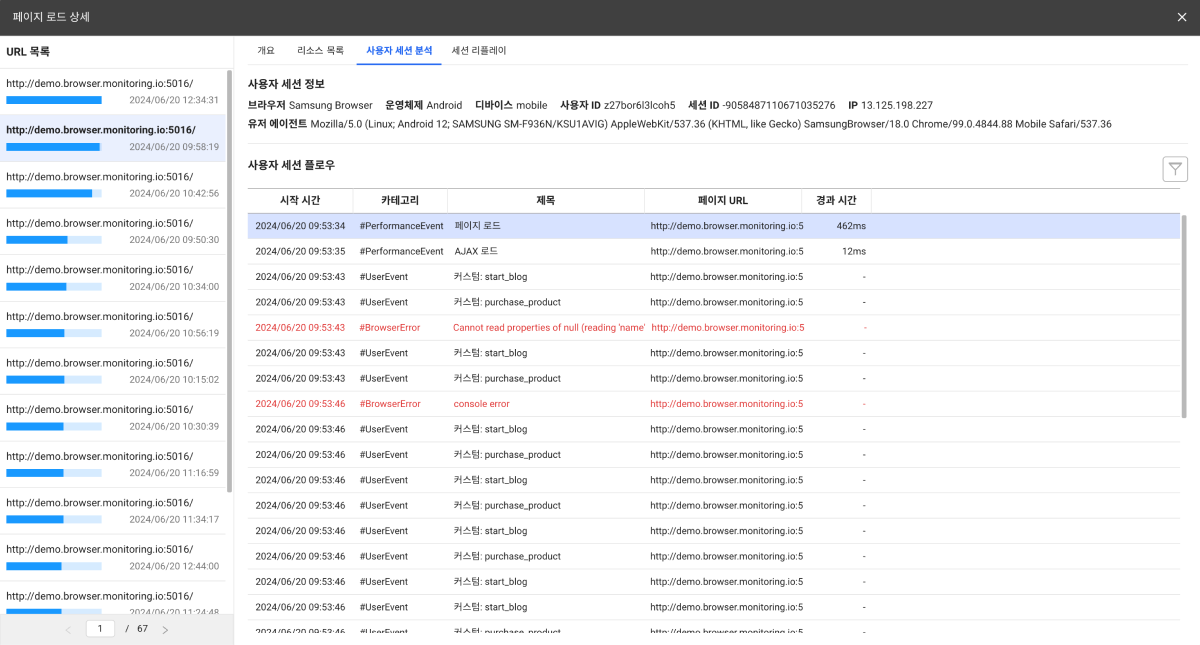 페이지 로드 상세
URL 목록
http://demo.browser.monitoring.io:5016/
2024/06/20 12:34:31
http://demo.browser.monitoring.io:5016/
2024/06/20 09:58:19
http://demo.browser.monitoring.io:5016/
2024/06/20 10:42:56
http://demo.browser.monitoring.io:5016/
2024/06/20 09:50:30
http://demo.browser.monitoring.io:5016/
2024/06/20 10:34:00
http://demo.browser.monitoring.io:5016/
2024/06/20 10:56:19
http://demo.browser.monitoring.io:5016/
2024/06/20 10:15:02
http://demo.browser.monitoring.io:5016/
2024/06/20 10:30:39
http://demo.browser.monitoring.io:5016/
2024/06/20 11:16:59
http://demo.browser.monitoring.io:5016/
2024/06/20 11:34:17
http://demo.browser.monitoring.io:5016/
2024/06/20 12:44:00
http://demo.browser.monitoring.io:5016/
2024/06/20 11:24:48
1 / 67
개요 리소스 목록 사용자 세션 분석 세션 리플레이
사용자 세션 정보
브라우저 Samsung Browser 운영체제 Android 디바이스 mobile 사용자 ID z27bor6l3lcoh5 세션 ID -9058487110671035276 IP 13.125.198.227
유저 에이전트 Mozilla/5.0 (Linux; Android 12; SAMSUNG SM-F936N/KSU1AVIG) AppleWebKit/537.36 (KHTML, like Gecko) SamsungBrowser/18.0 Chrome/99.0.4844.88 Mobile Safari/537.36
사용자 세션 플로우
시작 시간 카테고리 제목 페이지 URL 경과 시간
2024/06/20 09:53:34 #PerformanceEvent 페이지 로드 http://demo.browser.monitoring.io:5 462ms
2024/06/20 09:53:35 #PerformanceEvent AJAX 로드 http://demo.browser.monitoring.io:5 12ms
2024/06/20 09:53:43 #UserEvent 커스텀: start_blog http://demo.browser.monitoring.io:5 -
2024/06/20 09:53:43 #UserEvent 커스텀: purchase_product http://demo.browser.monitoring.io:5 -
2024/06/20 09:53:43 #BrowserError Cannot read properties of null (reading 'name' http://demo.browser.monitoring.io:5 -
2024/06/20 09:53:43 #UserEvent 커스텀: start_blog http://demo.browser.monitoring.io:5 -
2024/06/20 09:53:43 #UserEvent 커스텀: purchase_product http://demo.browser.monitoring.io:5 -
2024/06/20 09:53:46 #BrowserError console error http://demo.browser.monitoring.io:5 -
2024/06/20 09:53:46 #UserEvent 커스텀: start_blog http://demo.browser.monitoring.io:5 -
2024/06/20 09:53:46 #UserEvent 커스텀: purchase_product http://demo.browser.monitoring.io:5 -
2024/06/20 09:53:46 #UserEvent 커스텀: start_blog http://demo.browser.monitoring.io:5 -
2024/06/20 09:53:46 #UserEvent 커스텀: purchase_product http://demo.browser.monitoring.io:5 -
2024/06/20 09:53:46 #UserEvent 커스텀: start_blog http://demo.browser.monitoring.io:5 -
2024/06/20 09:53:46 #UserEvent 커스텀: purchase_product http://demo.browser.monitoring.io:5 -
2024/06/20 09:53:46 #UserEvent 커스텀: start_blog http://demo.browser.monitoring.io:5 -
2024/06/20 09:53:46 #UserEvent 커스텀: start_blog http://demo.browser.monitoring.io:5 -
2024/06/20 09:53:46 #UserEvent 커스텀: purchase_product http://demo.browser.monitoring.io:5 -